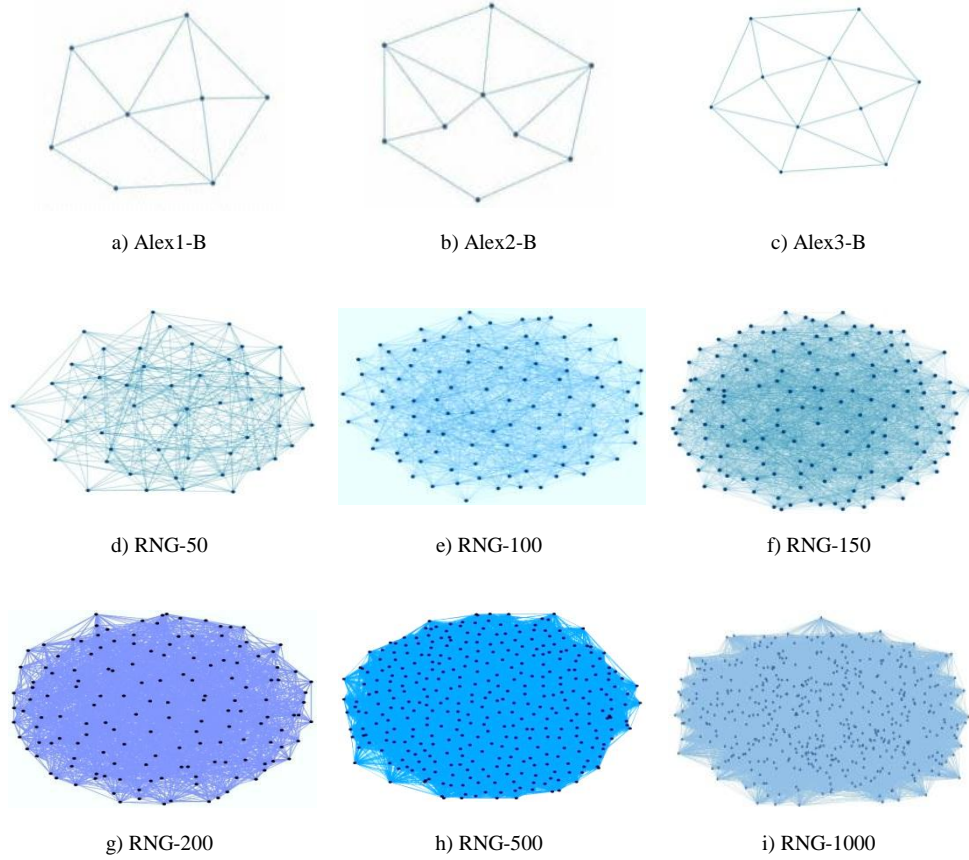 a) Alex1-B
b) Alex2-B
c) Alex3-B
d) RNG-50
e) RNG-100
f) RNG-150
g) RNG-200
h) RNG-500
i) RNG-1000